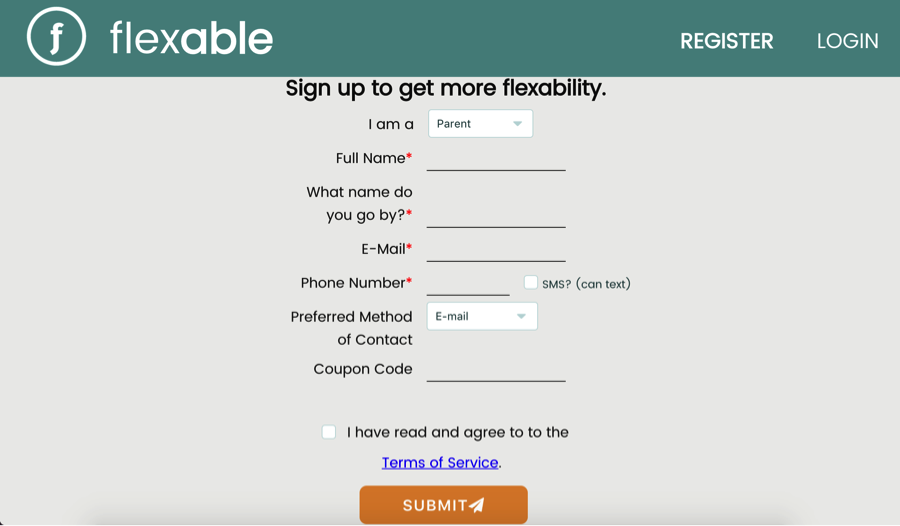 flexable
REGISTER
LOGIN
Sign up to get more flexability.
I am a
Parent
Full Name*
What name do
you go by?*
E-Mail*
Phone Number*
SMS? (can text)
Preferred Method
of Contact
E-mail
Coupon Code
I have read and agree to to the
Terms of Service.
SUBMIT